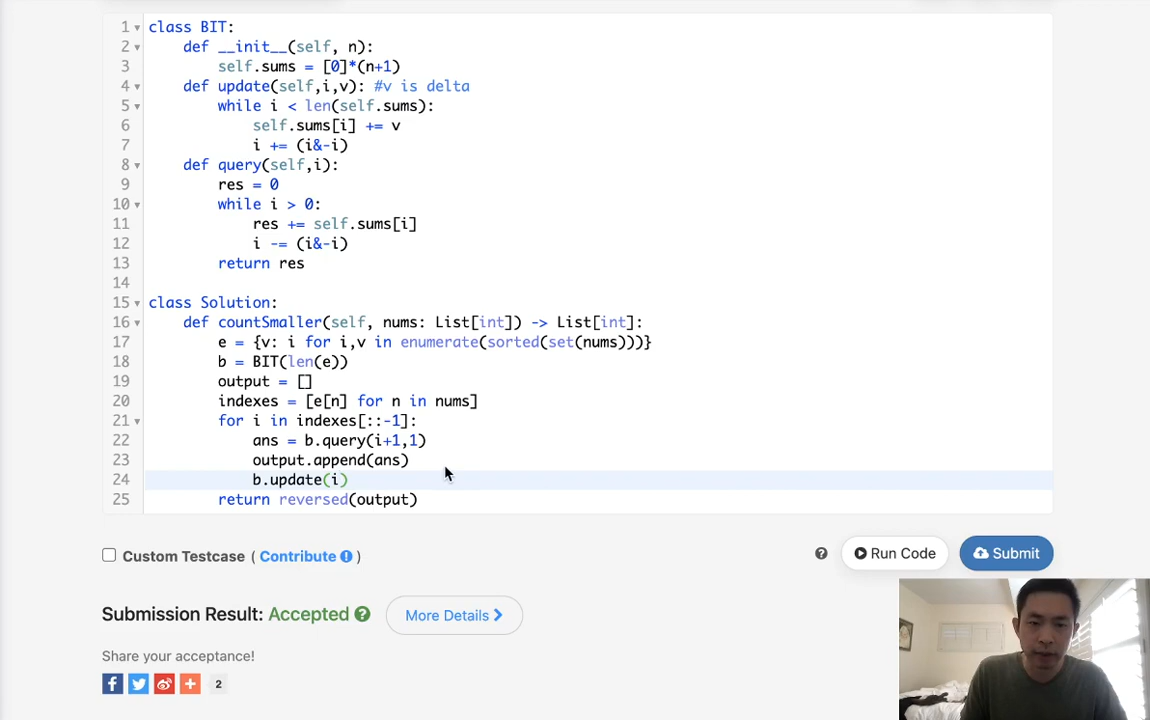 1 class BIT:
2 def __init__(self, n):
3 self.sums = [0]*(n+1)
4 def update(self,i,v): #v is delta
5 while i < len(self.sums):
6 self.sums[i] += v
7 i += (i&-i)
8 def query(self,i):
9 res = 0
10 while i > 0:
11 res += self.sums[i]
12 i -= (i&-i)
13 return res
14
15 class Solution:
16 def countSmaller(self, nums: List[int]) -> List[int]:
17 e = {v: i for i,v in enumerate(sorted(set(nums)))}
18 b = BIT(len(e))
19 output = []
20 indexes = [e[n] for n in nums]
21 for i in indexes[::-1]:
22 ans = b.query(i+1,1)
23 output.append(ans)
24 b.update(i)
25 return reversed(output)
Custom Testcase ( Contribute ! )
? Run Code Submit
Submission Result: Accepted ? More Details
Share your acceptance!
f + 2